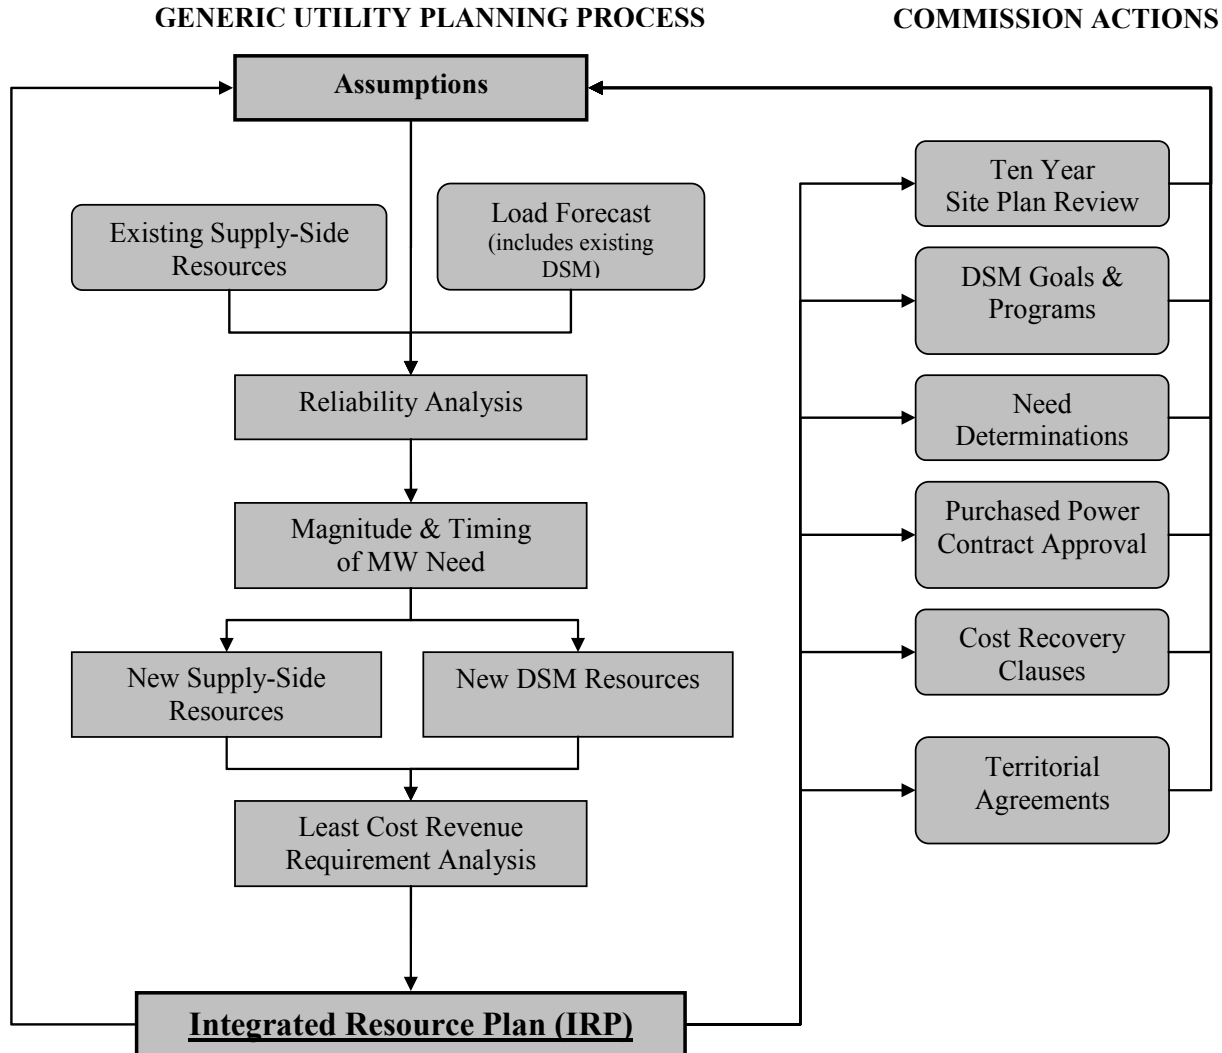 GENERIC UTILITY PLANNING PROCESS
COMMISSION ACTIONS
Assumptions
Existing Supply-Side
Resources
Load Forecast
(includes existing
DSM)
Reliability Analysis
Magnitude & Timing
of MW Need
New Supply-Side
Resources
New DSM Resources
Least Cost Revenue
Requirement Analysis
Integrated Resource Plan (IRP)
Ten Year
Site Plan Review
DSM Goals &
Programs
Need
Determinations
Purchased Power
Contract Approval
Cost Recovery
Clauses
Territorial
Agreements